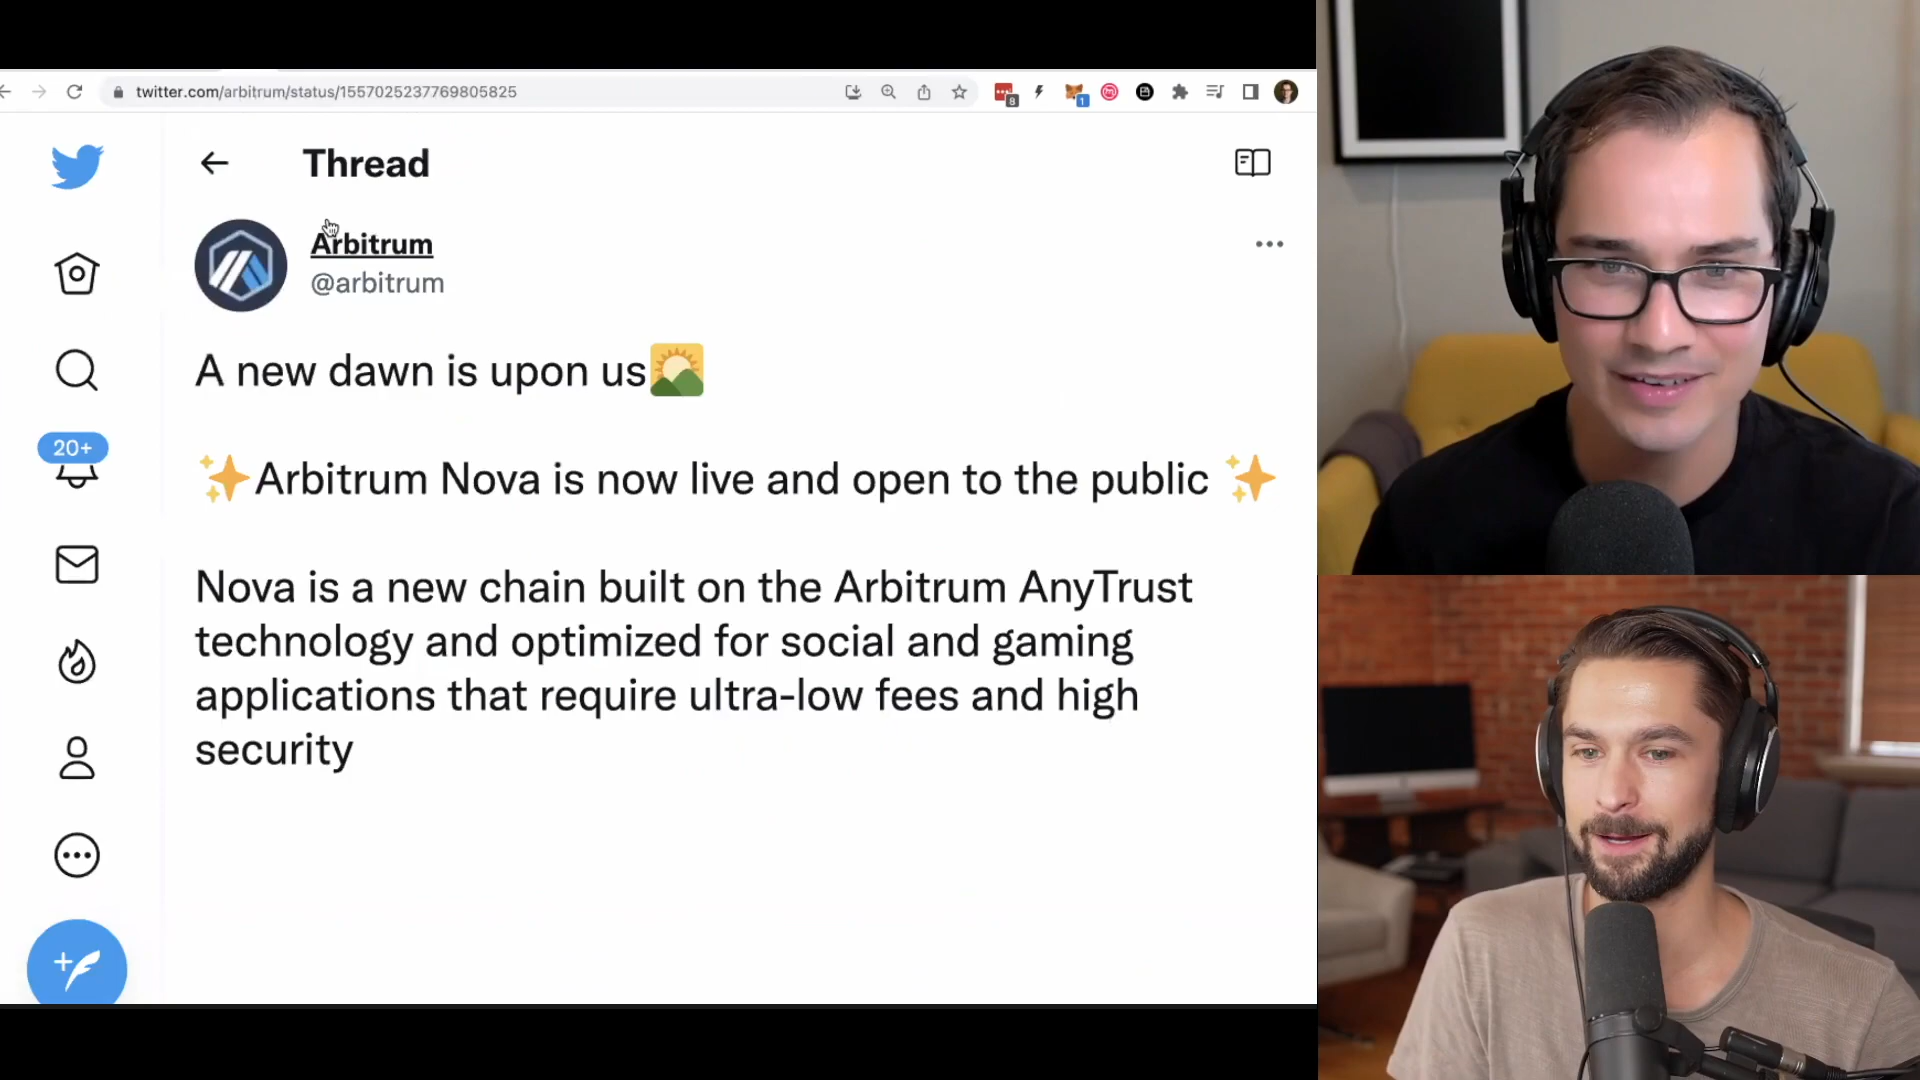 twitter.com/arbitrum/status/1557025237769805825
8
1
Thread
Arbitrum
@arbitrum
A new dawn is upon us
Arbitrum Nova is now live and open to the public
20+
Nova is a new chain built on the Arbitrum AnyTrust
technology and optimized for social and gaming
applications that require ultra-low fees and high
security